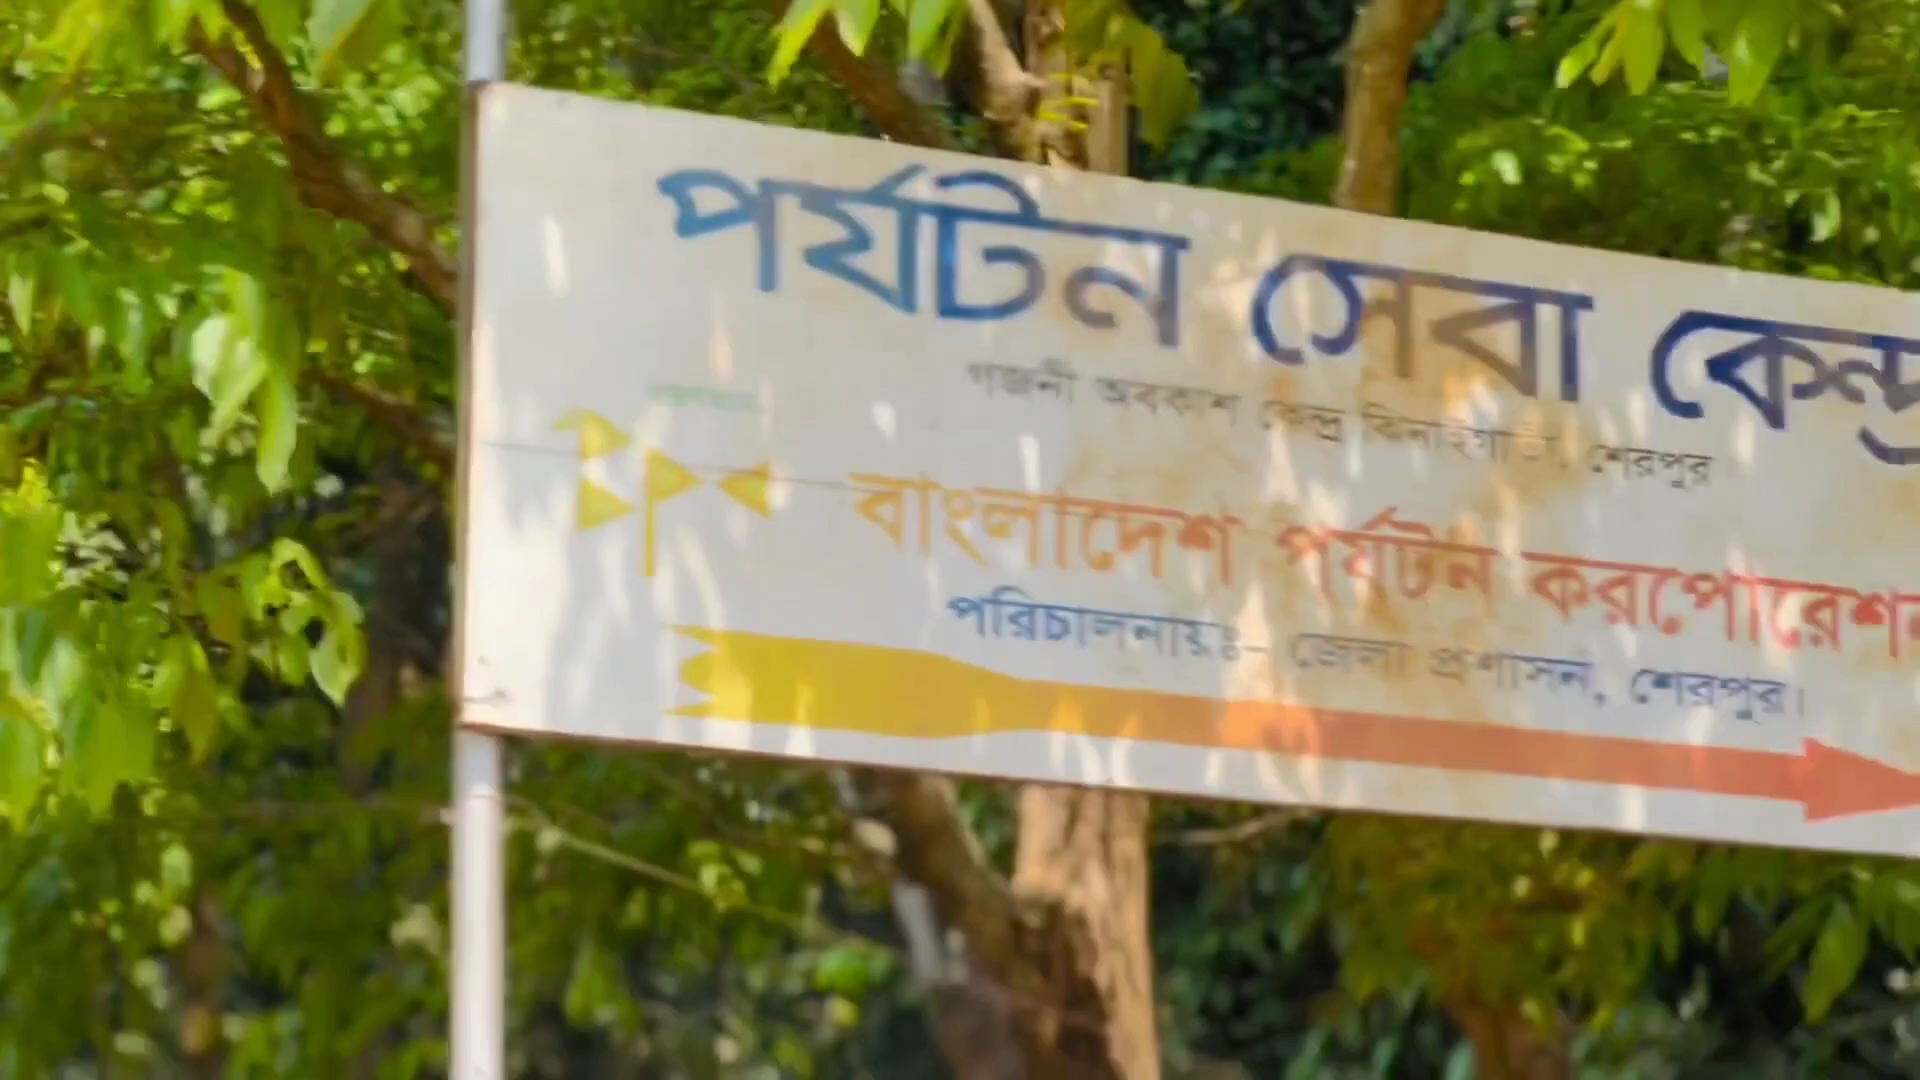 পর্যটন সেবা কেন্দ্র
গজনী অবকাশ কেন্দ্র ঝিনাইগাতী, শেরপুর
বাংলাদেশ পর্যটন করপোরেশন
পরিচালনায়ঃ- জেলা প্রশাসন, শেরপুর।